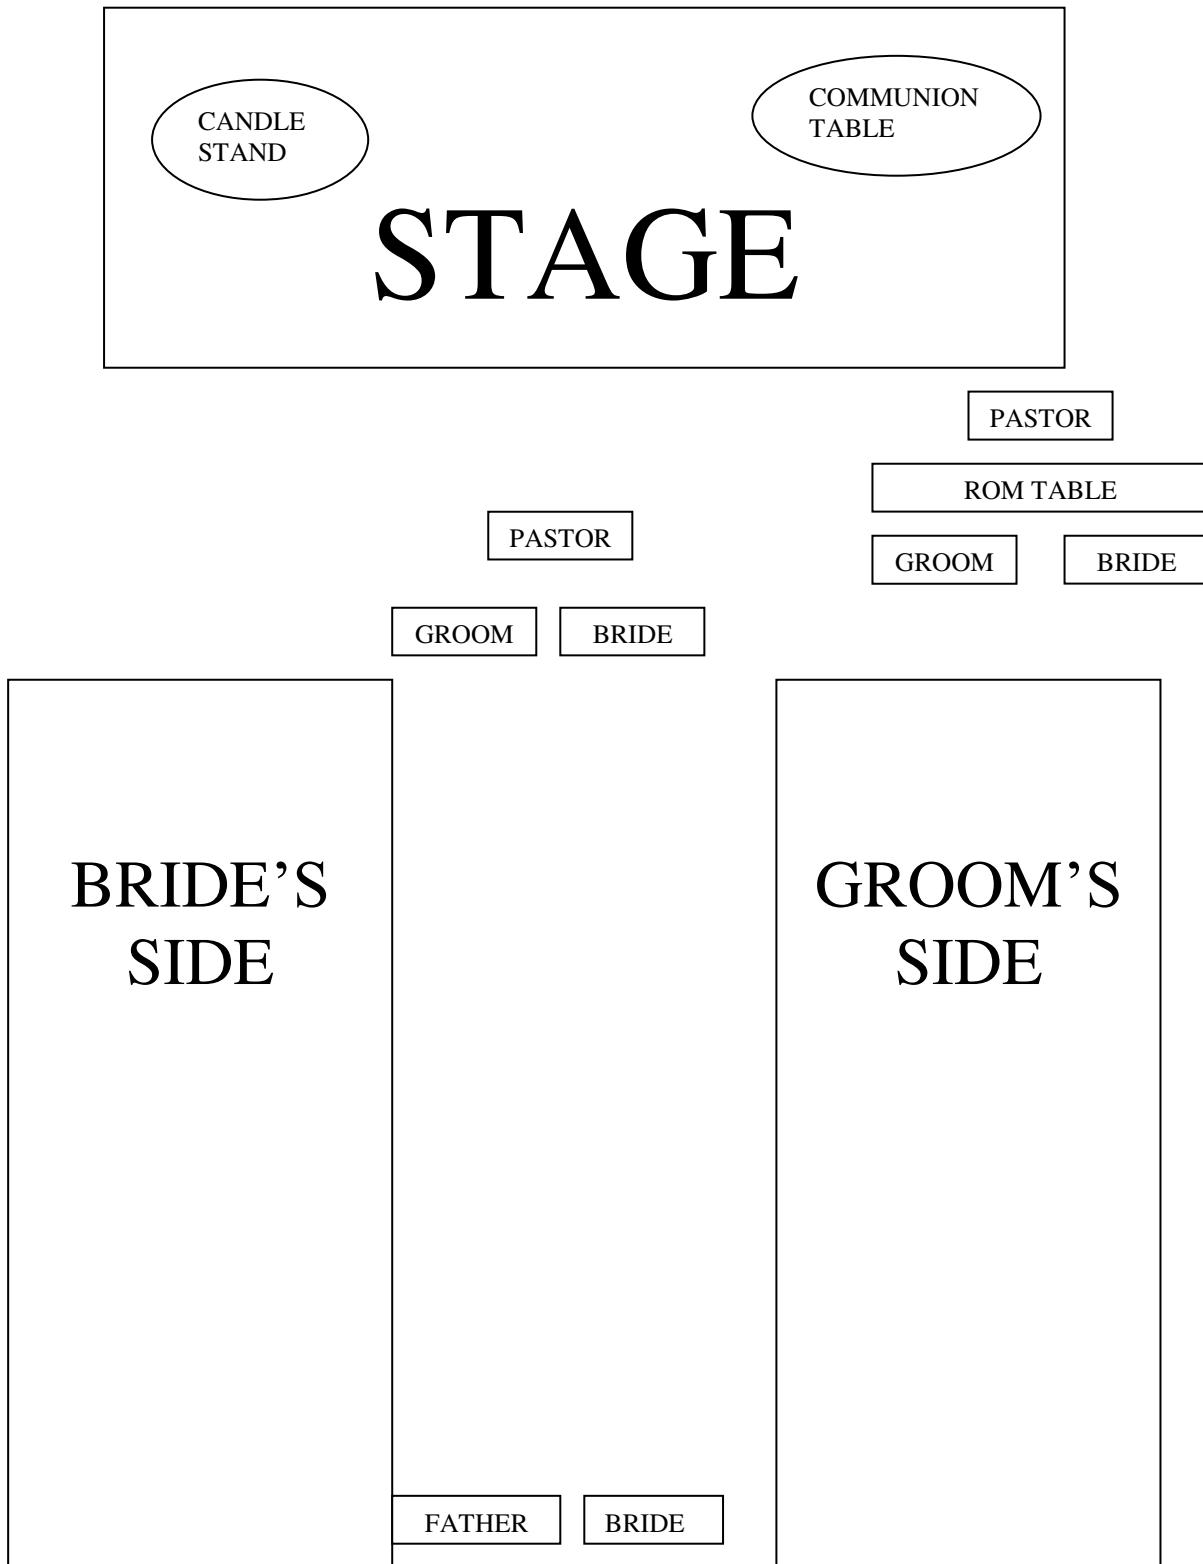 CANDLE
STAND
COMMUNION
TABLE
STAGE
PASTOR
ROM TABLE
PASTOR
GROOM
BRIDE
GROOM
BRIDE
BRIDE’S
SIDE
GROOM’S
SIDE
FATHER
BRIDE